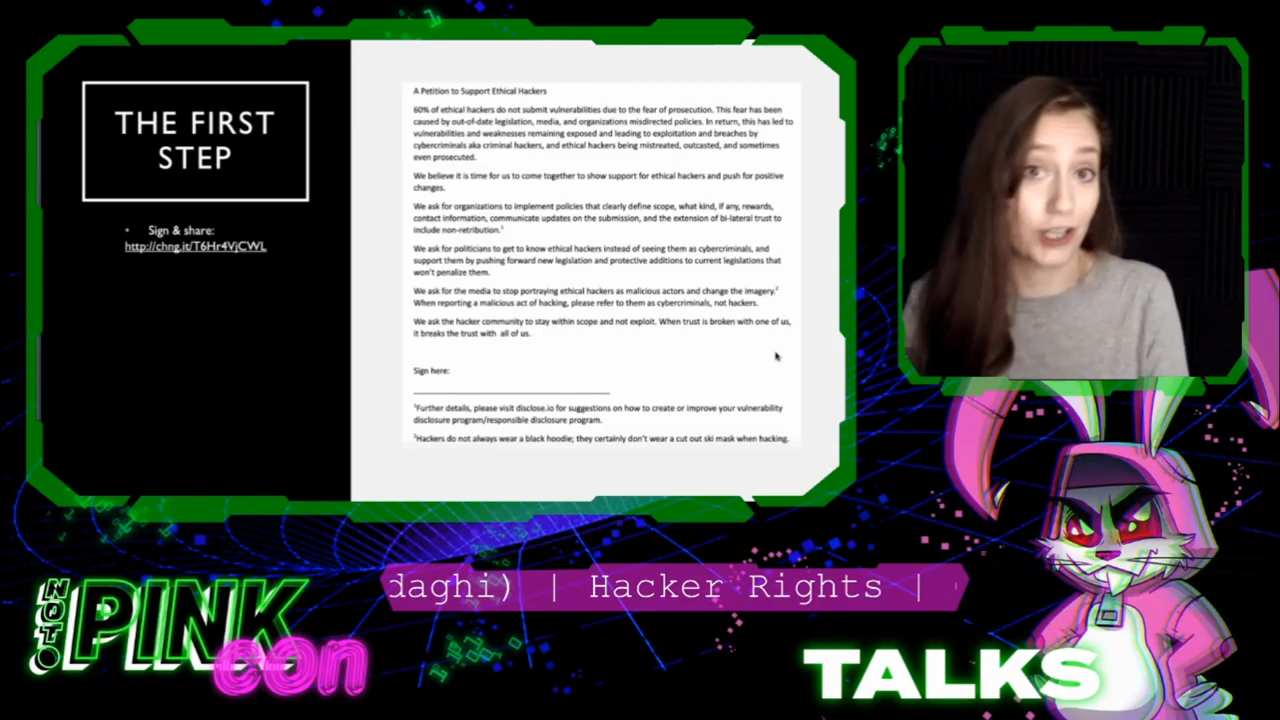 THE FIRST
STEP
• Sign & share:
http://chng.it/T6Hr4VjCWL
A Petition to Support Ethical Hackers
60% of ethical hackers do not submit vulnerabilities due to the fear of prosecution. This fear has been
caused by out-of-date legislation, media, and organizations misdirected policies. In return, this has led to
vulnerabilities and weaknesses remaining exposed and leading to exploitation and breaches by
cybercriminals aka criminal hackers, and ethical hackers being mistreated, outcasted, and sometimes
even prosecuted.
We believe it is time for us to come together to show support for ethical hackers and push for positive
changes.
We ask for organizations to implement policies that clearly define scope, what kind, if any, rewards,
contact information, communicate updates on the submission, and the extension of bi-lateral trust to
include non-retribution.¹
We ask for politicians to get to know ethical hackers instead of seeing them as cybercriminals, and
support them by pushing forward new legislation and protective additions to current legislations that
won't penalize them.
We ask for the media to stop portraying ethical hackers as malicious actors and change the imagery.²
When reporting a malicious act of hacking, please refer to them as cybercriminals, not hackers.
We ask the hacker community to stay within scope and not exploit. When trust is broken with one of us,
it breaks the trust with all of us.
Sign here:
¹Further details, please visit disclose.io for suggestions on how to create or improve your vulnerability
disclosure program/responsible disclosure program.
²Hackers do not always wear a black hoodie; they certainly don't wear a cut out ski mask when hacking.
daghi) | Hacker Rights |
NOT PINK
con
TALKS